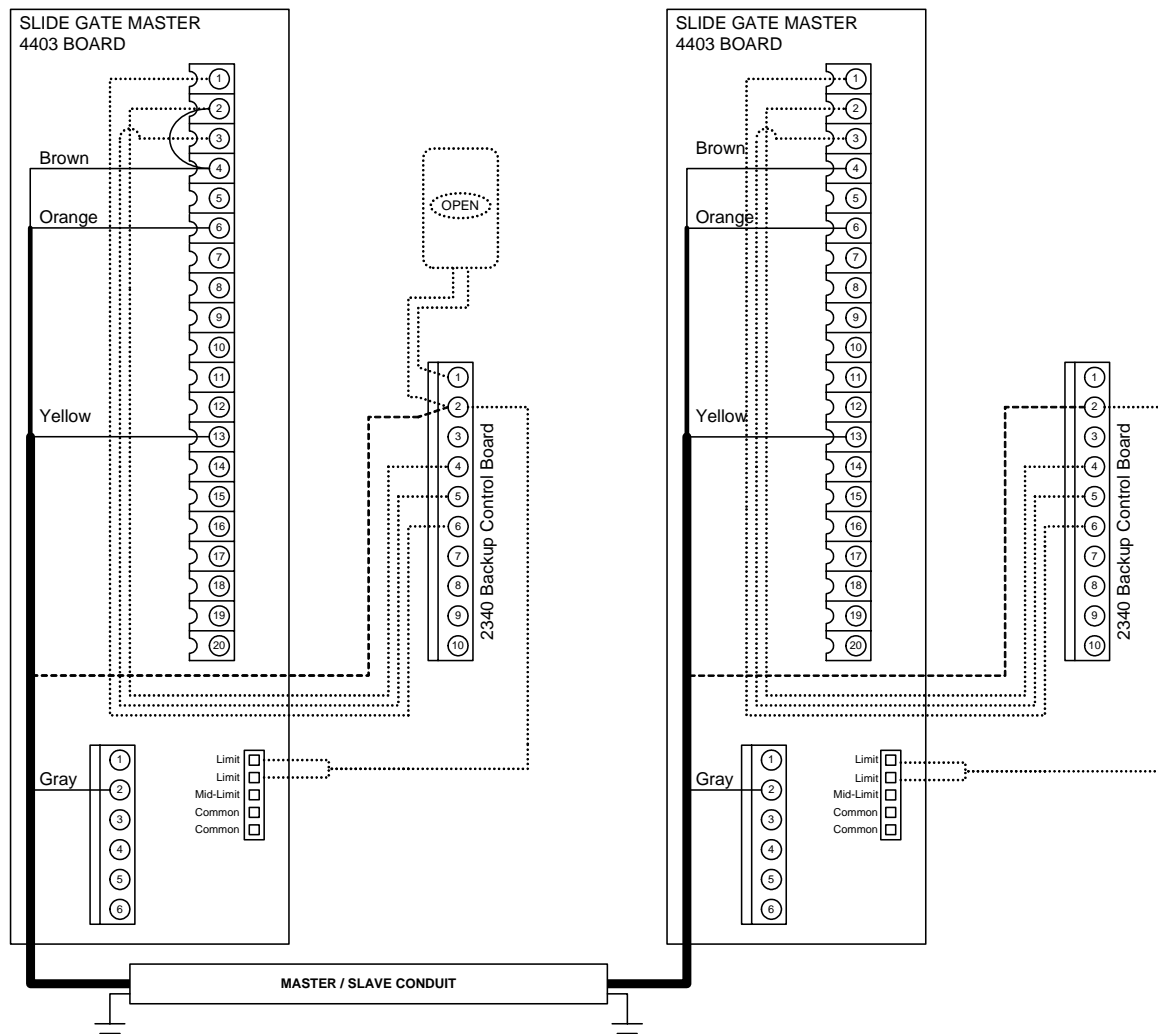 SLIDE GATE MASTER
4403 BOARD
1
2
3
4
5
6
7
8
9
10
11
12
13
14
15
16
17
18
19
20
Brown
Orange
Yellow
Gray
1
2
3
4
5
6
Limit
Limit
Mid-Limit
Common
Common
OPEN
1
2
3
4
5
6
7
8
9
10
2340 Backup Control Board
SLIDE GATE MASTER
4403 BOARD
1
2
3
4
5
6
7
8
9
10
11
12
13
14
15
16
17
18
19
20
Brown
Orange
Yellow
Gray
1
2
3
4
5
6
Limit
Limit
Mid-Limit
Common
Common
1
2
3
4
5
6
7
8
9
10
2340 Backup Control Board
MASTER / SLAVE CONDUIT